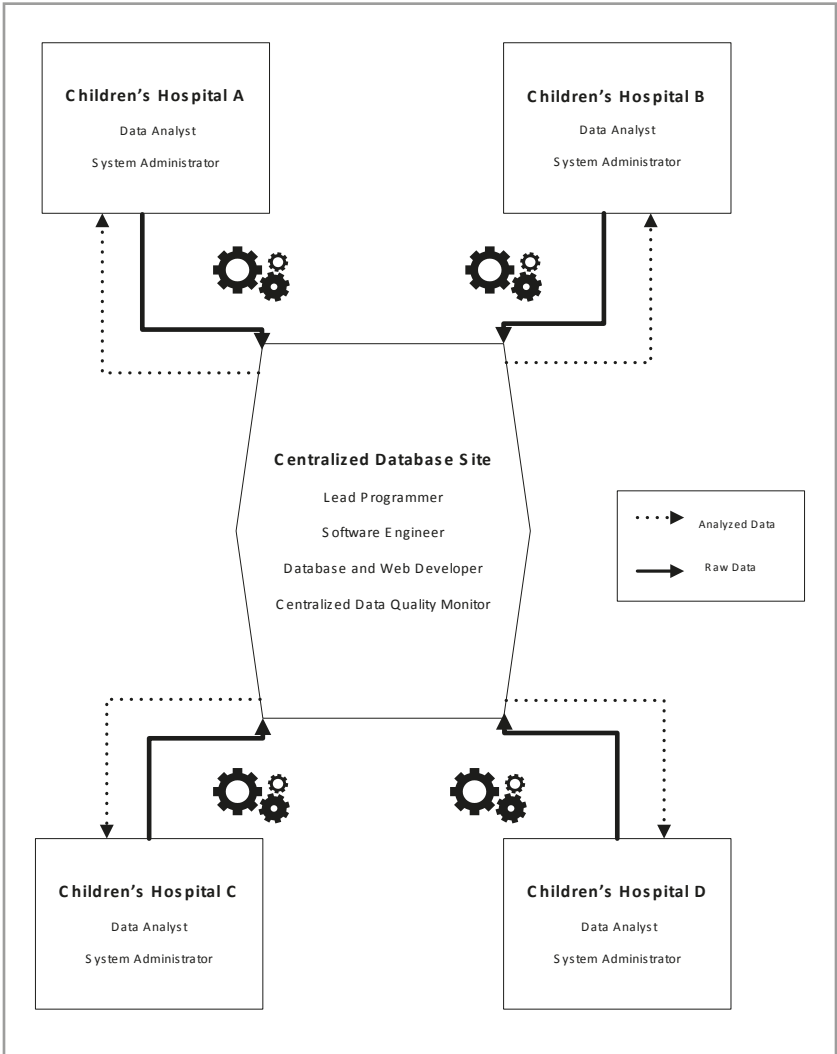 Children's Hospital A
Data Analyst
System Administrator
Children's Hospital B
Data Analyst
System Administrator
Centralized Database Site
Lead Programmer
Software Engineer
Database and Web Developer
Centralized Data Quality Monitor
Analyzed Data
Raw Data
Children's Hospital C
Data Analyst
System Administrator
Children's Hospital D
Data Analyst
System Administrator